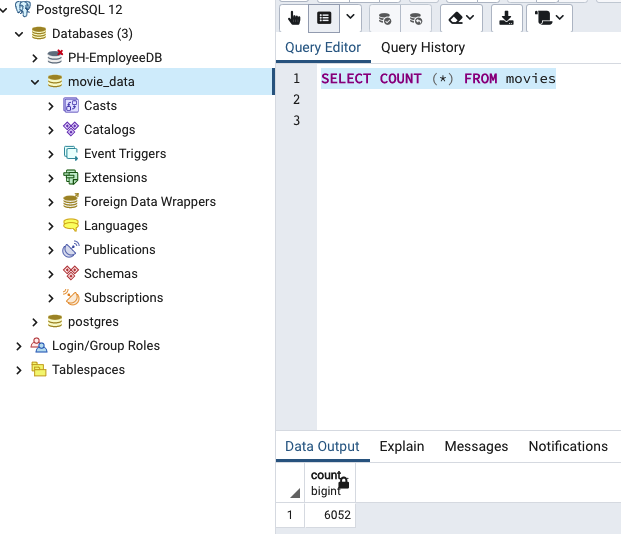 PostgreSQL 12
Databases (3)
PH-EmployeeDB
movie_data
Casts
Catalogs
Event Triggers
Extensions
Foreign Data Wrappers
Languages
Publications
Schemas
Subscriptions
postgres
Login/Group Roles
Tablespaces
Query Editor Query History
1 SELECT COUNT (*) FROM movies
2
3
Data Output Explain Messages Notifications
count
bigint
1 6052